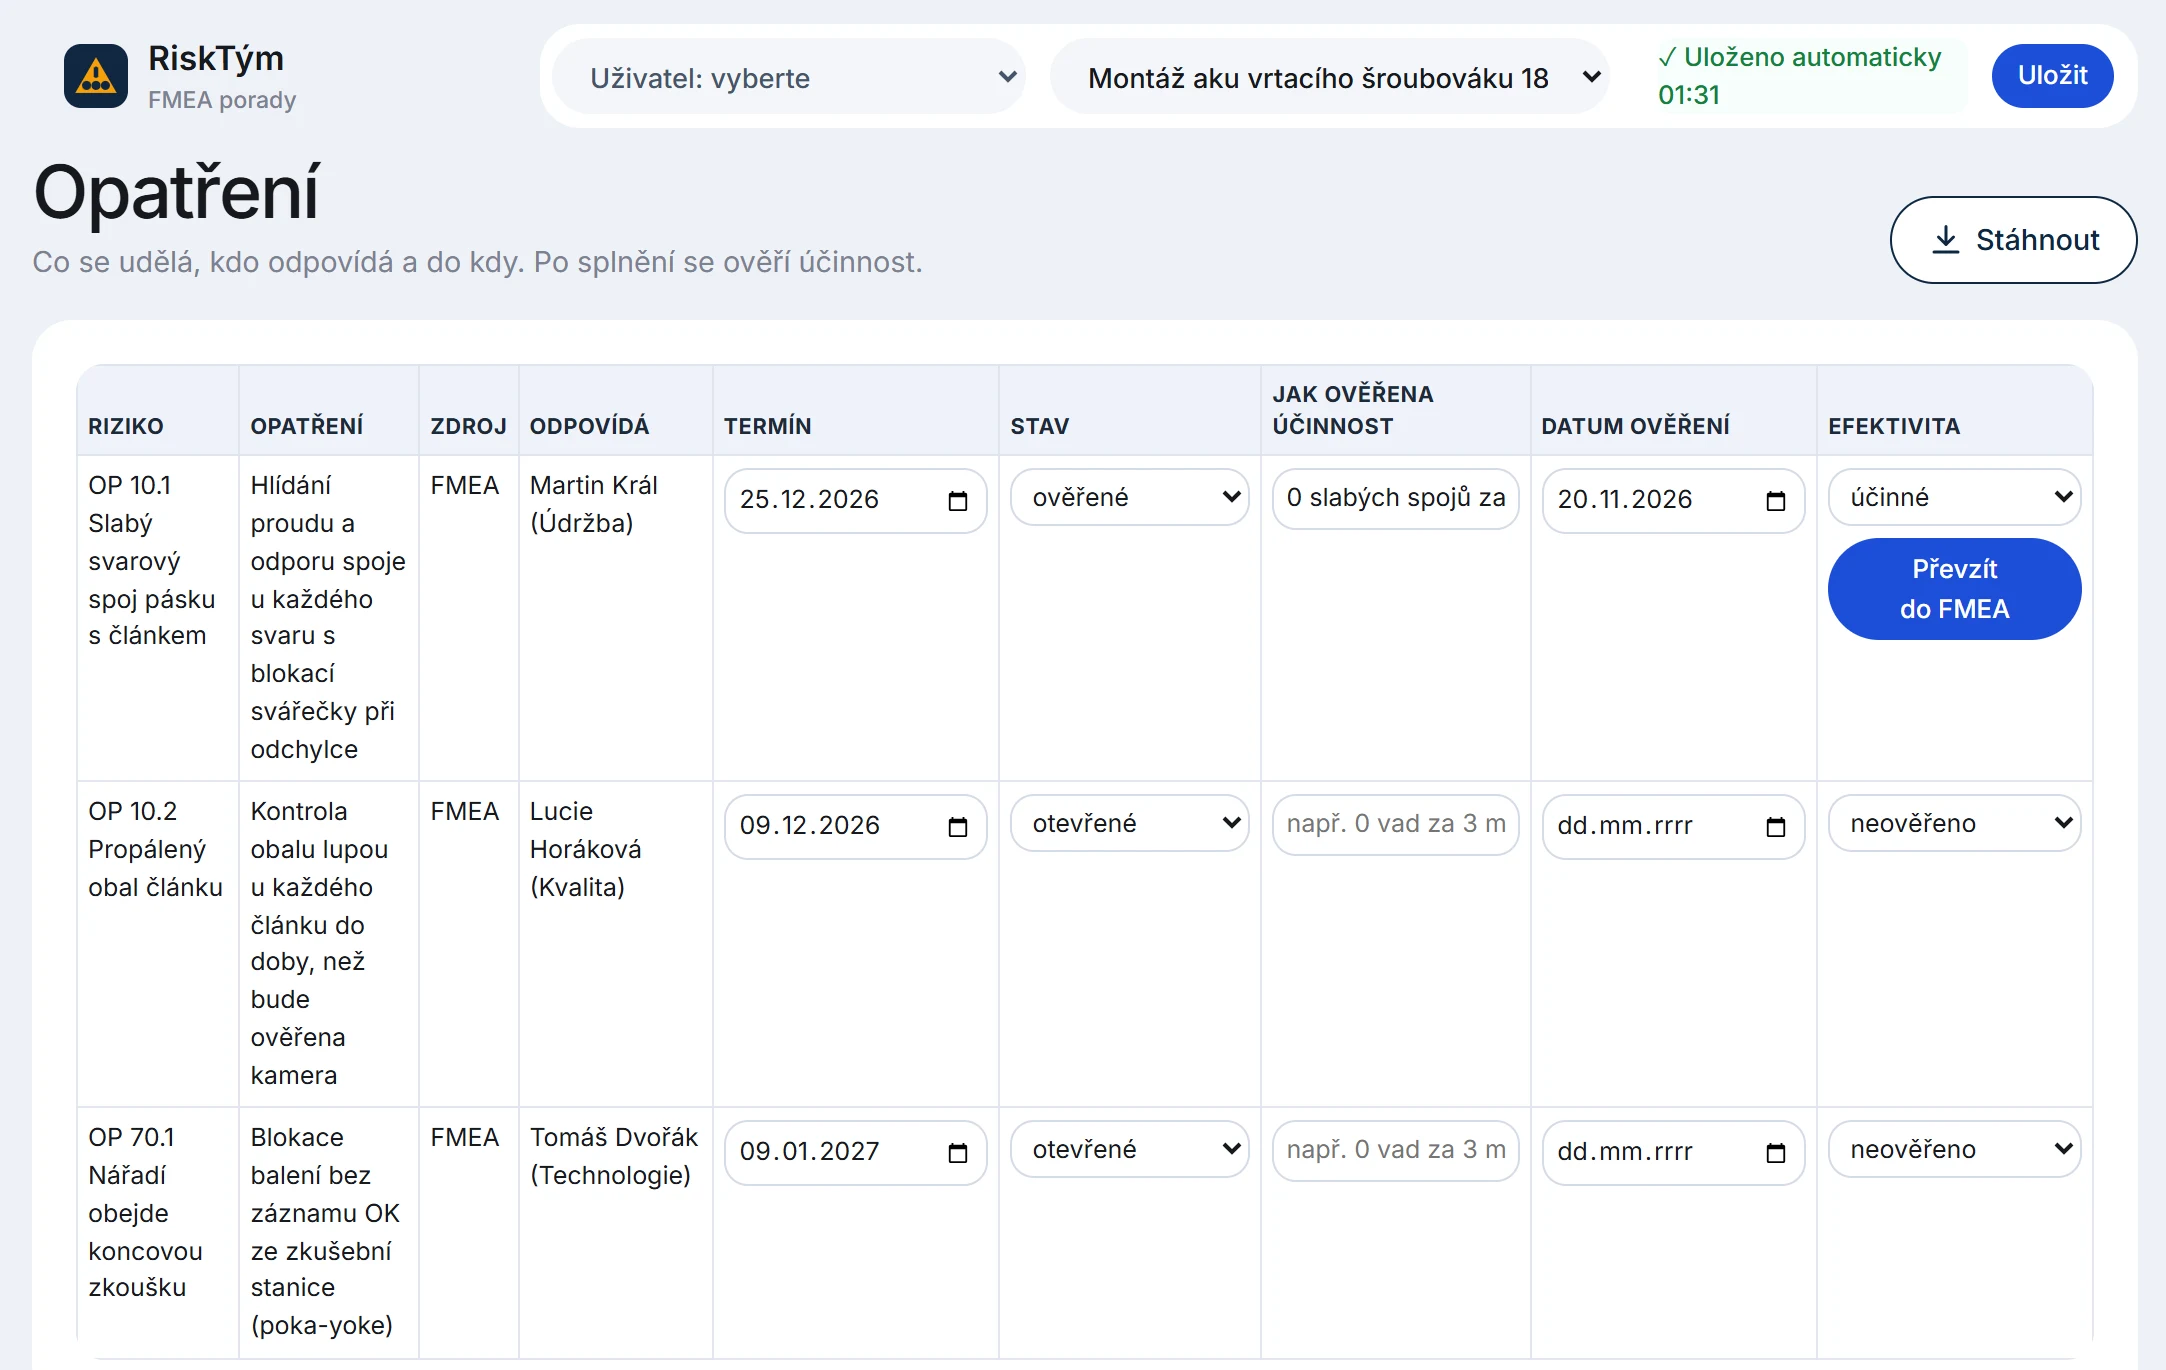 RiskTým
FMEA porady
Uživatel: vyberte
Montáž aku vrtacího šroubováku 18
✓ Uloženo automaticky
01:31
Uložit
Opatření
Co se udělá, kdo odpovídá a do kdy. Po splnění se ověří účinnost.
Stáhnout
RIZIKO
OPATŘENÍ
ZDROJ
ODPOVÍDÁ
TERMÍN
STAV
JAK OVĚŘENA
ÚČINNOST
DATUM OVĚŘENÍ
EFEKTIVITA
OP 10.1
Slabý
svarový
spoj pásku
s článkem
Hlídání
proudu a
odporu spoje
u každého
svaru s
blokací
svářečky při
odchylce
FMEA
Martin Král
(Údržba)
25.12.2026
ověřené
0 slabých spojů za
20.11.2026
účinné
Převzít
do FMEA
OP 10.2
Propálený
obal článku
Kontrola
obalu lupou
u každého
článku do
doby, než
bude
ověřena
kamera
FMEA
Lucie
Horáková
(Kvalita)
09.12.2026
otevřené
např. 0 vad za 3 m
dd.mm.rrrr
neověřeno
OP 70.1
Nářadí
obejde
koncovou
zkoušku
Blokace
balení bez
záznamu OK
ze zkušební
stanice
(poka-yoke)
FMEA
Tomáš Dvořák
(Technologie)
09.01.2027
otevřené
např. 0 vad za 3 m
dd.mm.rrrr
neověřeno